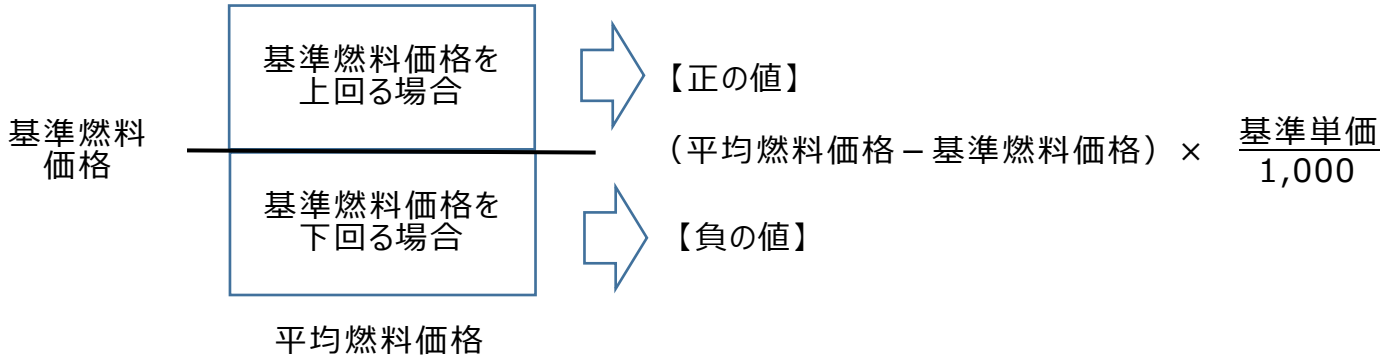 基準燃料
価格
基準燃料価格を
上回る場合
基準燃料価格を
下回る場合
平均燃料価格
【正の値】
（平均燃料価格－基準燃料価格）× 基準単価
1,000
【負の値】